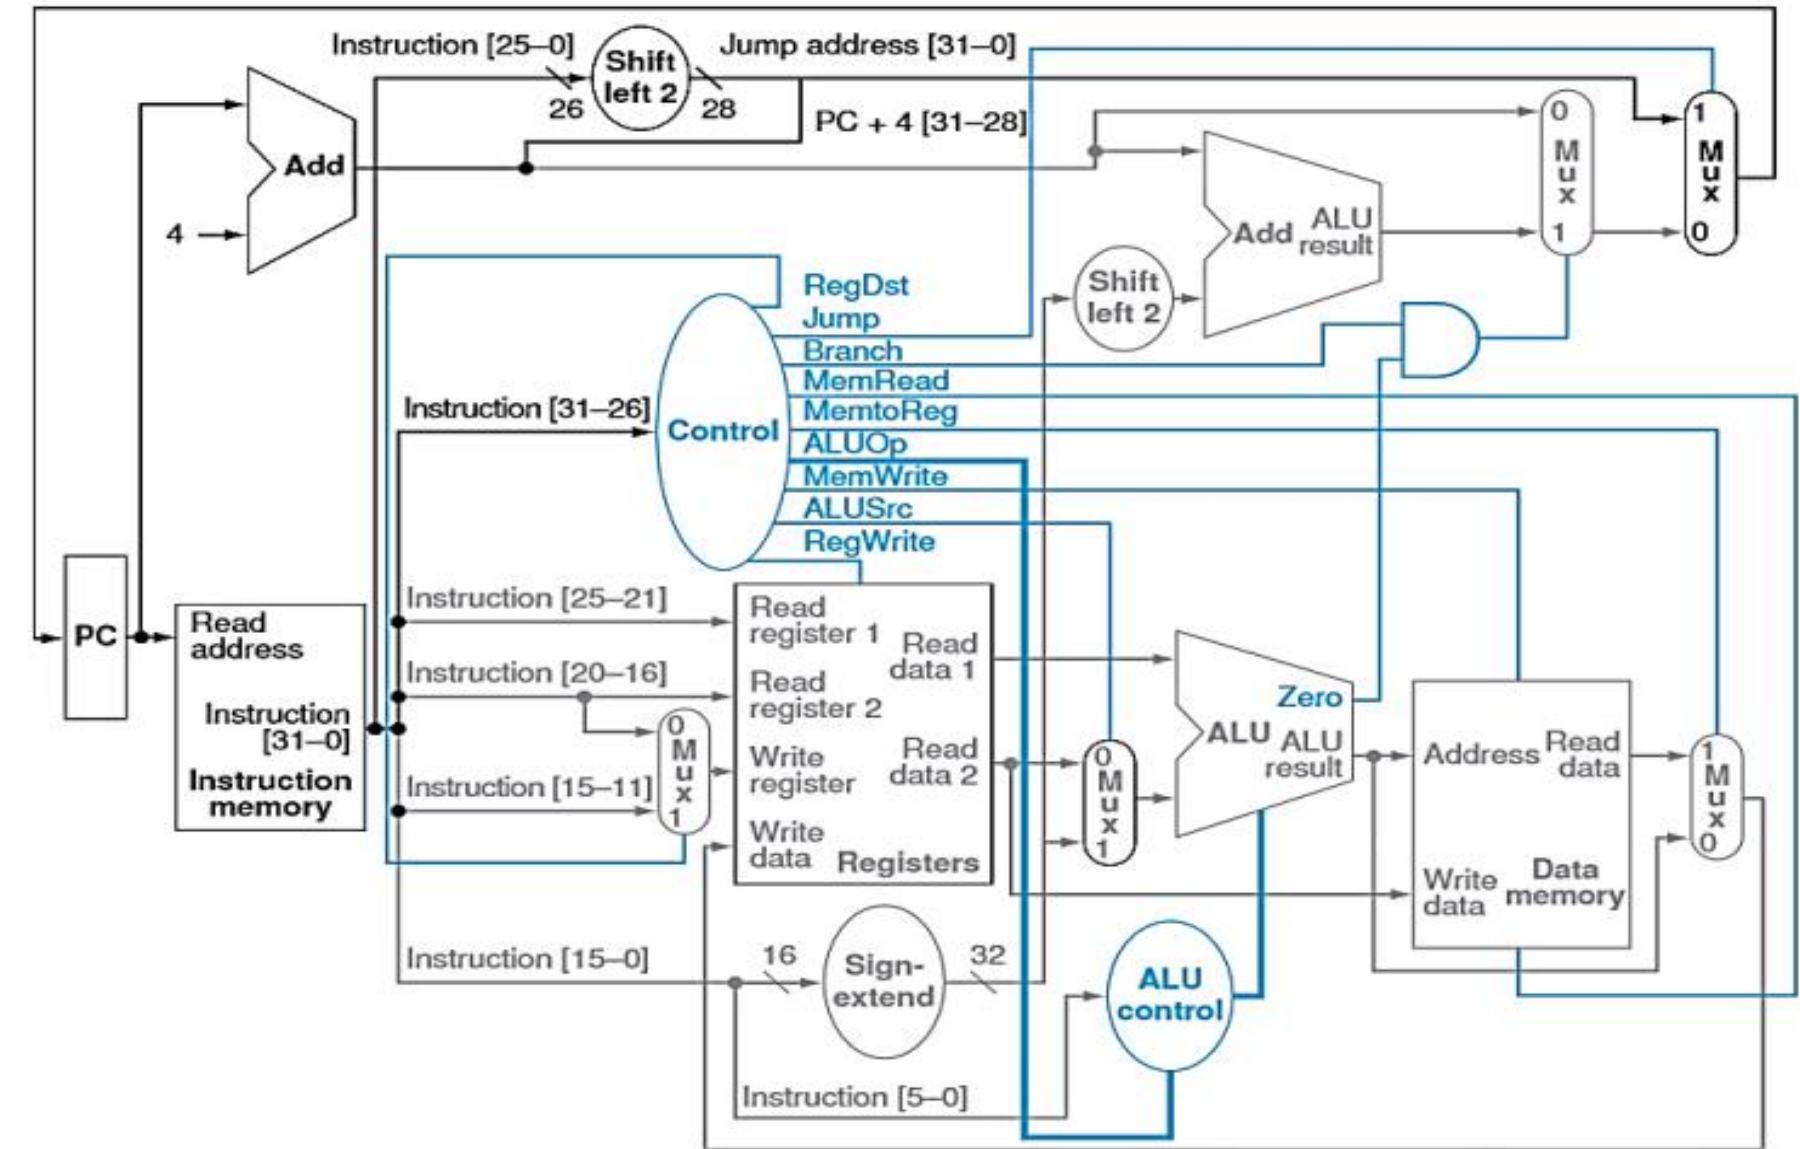 Instruction [25–0]
Shift
left 2
Jump address [31–0]
26
28
PC + 4 [31–28]
Add
4
0
M
u
x
1
1
M
u
x
0
Add
ALU
result
Shift
left 2
RegDst
Jump
Branch
MemRead
MemtoReg
ALUOp
MemWrite
ALUSrc
RegWrite
Instruction [31–26]
Control
PC
Read
address
Instruction
[31–0]
Instruction
memory
Instruction [25–21]
Instruction [20–16]
Instruction [15–11]
0
M
u
x
1
Read
register 1
Read
register 2
Write
register
Write
data
Read
data 1
Read
data 2
Registers
0
M
u
x
1
Zero
ALU
ALU
result
Address
Read
data
Write
data
Data
memory
1
M
u
x
0
Instruction [15–0]
16
Sign-
extend
32
ALU
control
Instruction [5–0]